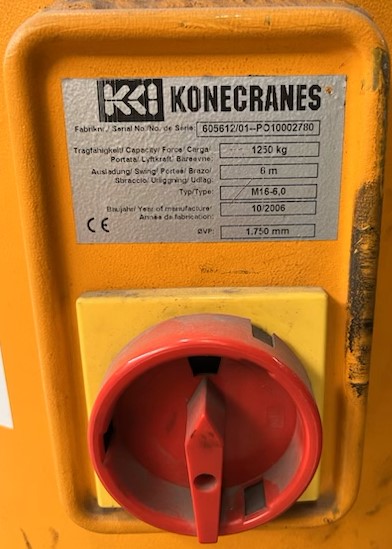 KCI KONECRANES
Fabriknr./ Serial No/No. de Série: 605612/01--PO10002780
Tragfähigkeit/ Capacity/ Force/ Carga/ 1250 kg
Portata/ Lyftkraft/ Bæreevne:
Ausladung/ Swing/ Portée/ Brazo/ 6 m
Sbraccio/ Utliggning/ Udlæg:
Typ/Type: M16-6,0
Baujahr/ Year of manufacture: 10/2006
Année de fabrication:
CE ØVP: 1.750 mm